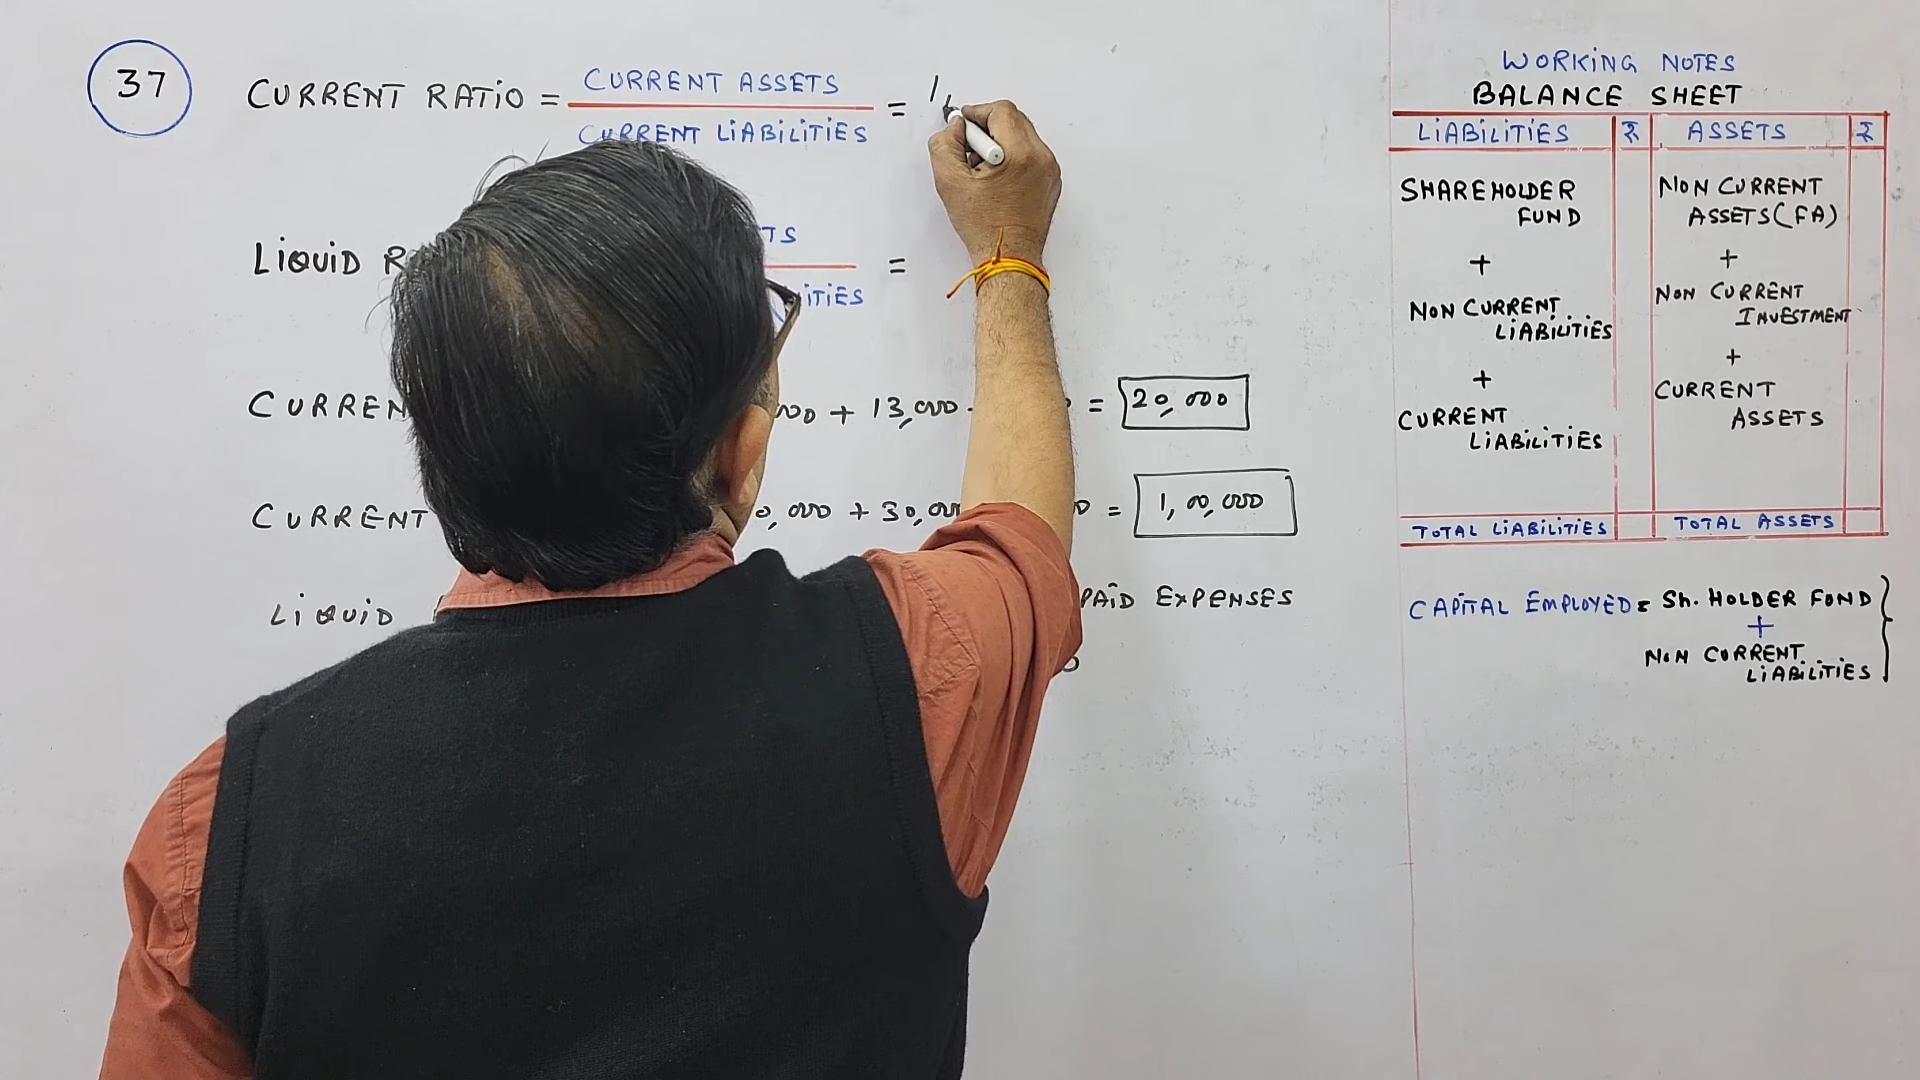 37
CURRENT RATiO = CURRENT ASSETS = 1,
CURRENT LiABiLiTiES
LiQUiD =
CURREN + 13,000 = 20,000
CURRENT 0,000 + 30,00 = 1,00,000
LiQUiD PAiD EXPENSES
WORKiNG NOTES
BALANCE SHEET
LiABiLiTiES ₹ ASSETS ₹
SHAREHOLDER
FUND
+
NON CURRENT
LiABiLiTiES
+
CURRENT
LiABiLiTiES
TOTAL LiABiLiTiES
NON CURRENT
ASSETS(FA)
+
NON CURRENT
INVESTMENT
+
CURRENT
ASSETS
TOTAL ASSETS
CAPiTAL EMPLOYED = Sh. HOLDER FUND
+
NON CURRENT
LiABiLiTiES